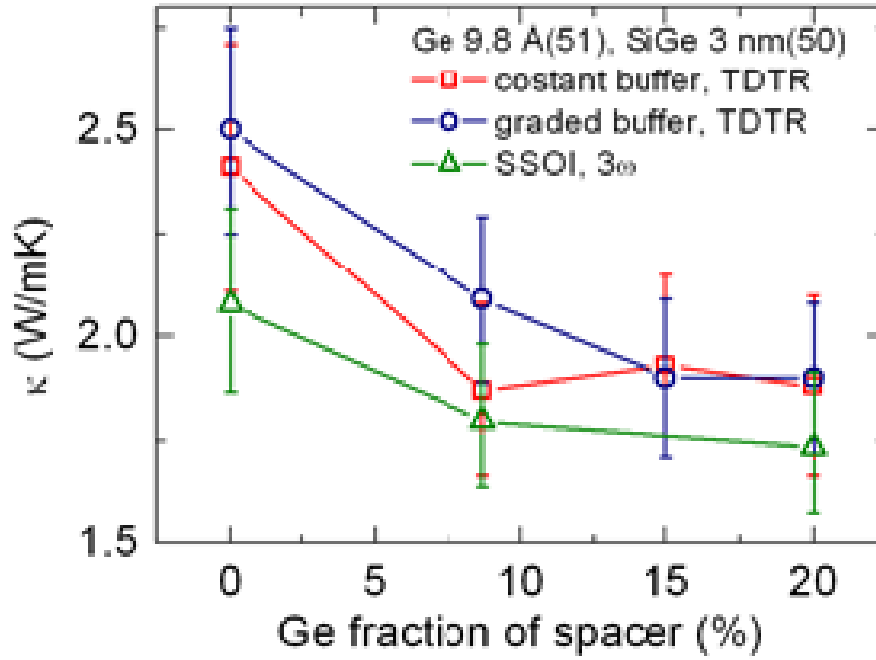 Ge 9.8 Å(51), SiGe 3 nm(50)
costant buffer, TDTR
graded buffer, TDTR
SSOI, 3ω
2.5
2.0
1.5
κ (W/mK)
0 5 10 15 20
Ge fraction of spacer (%)